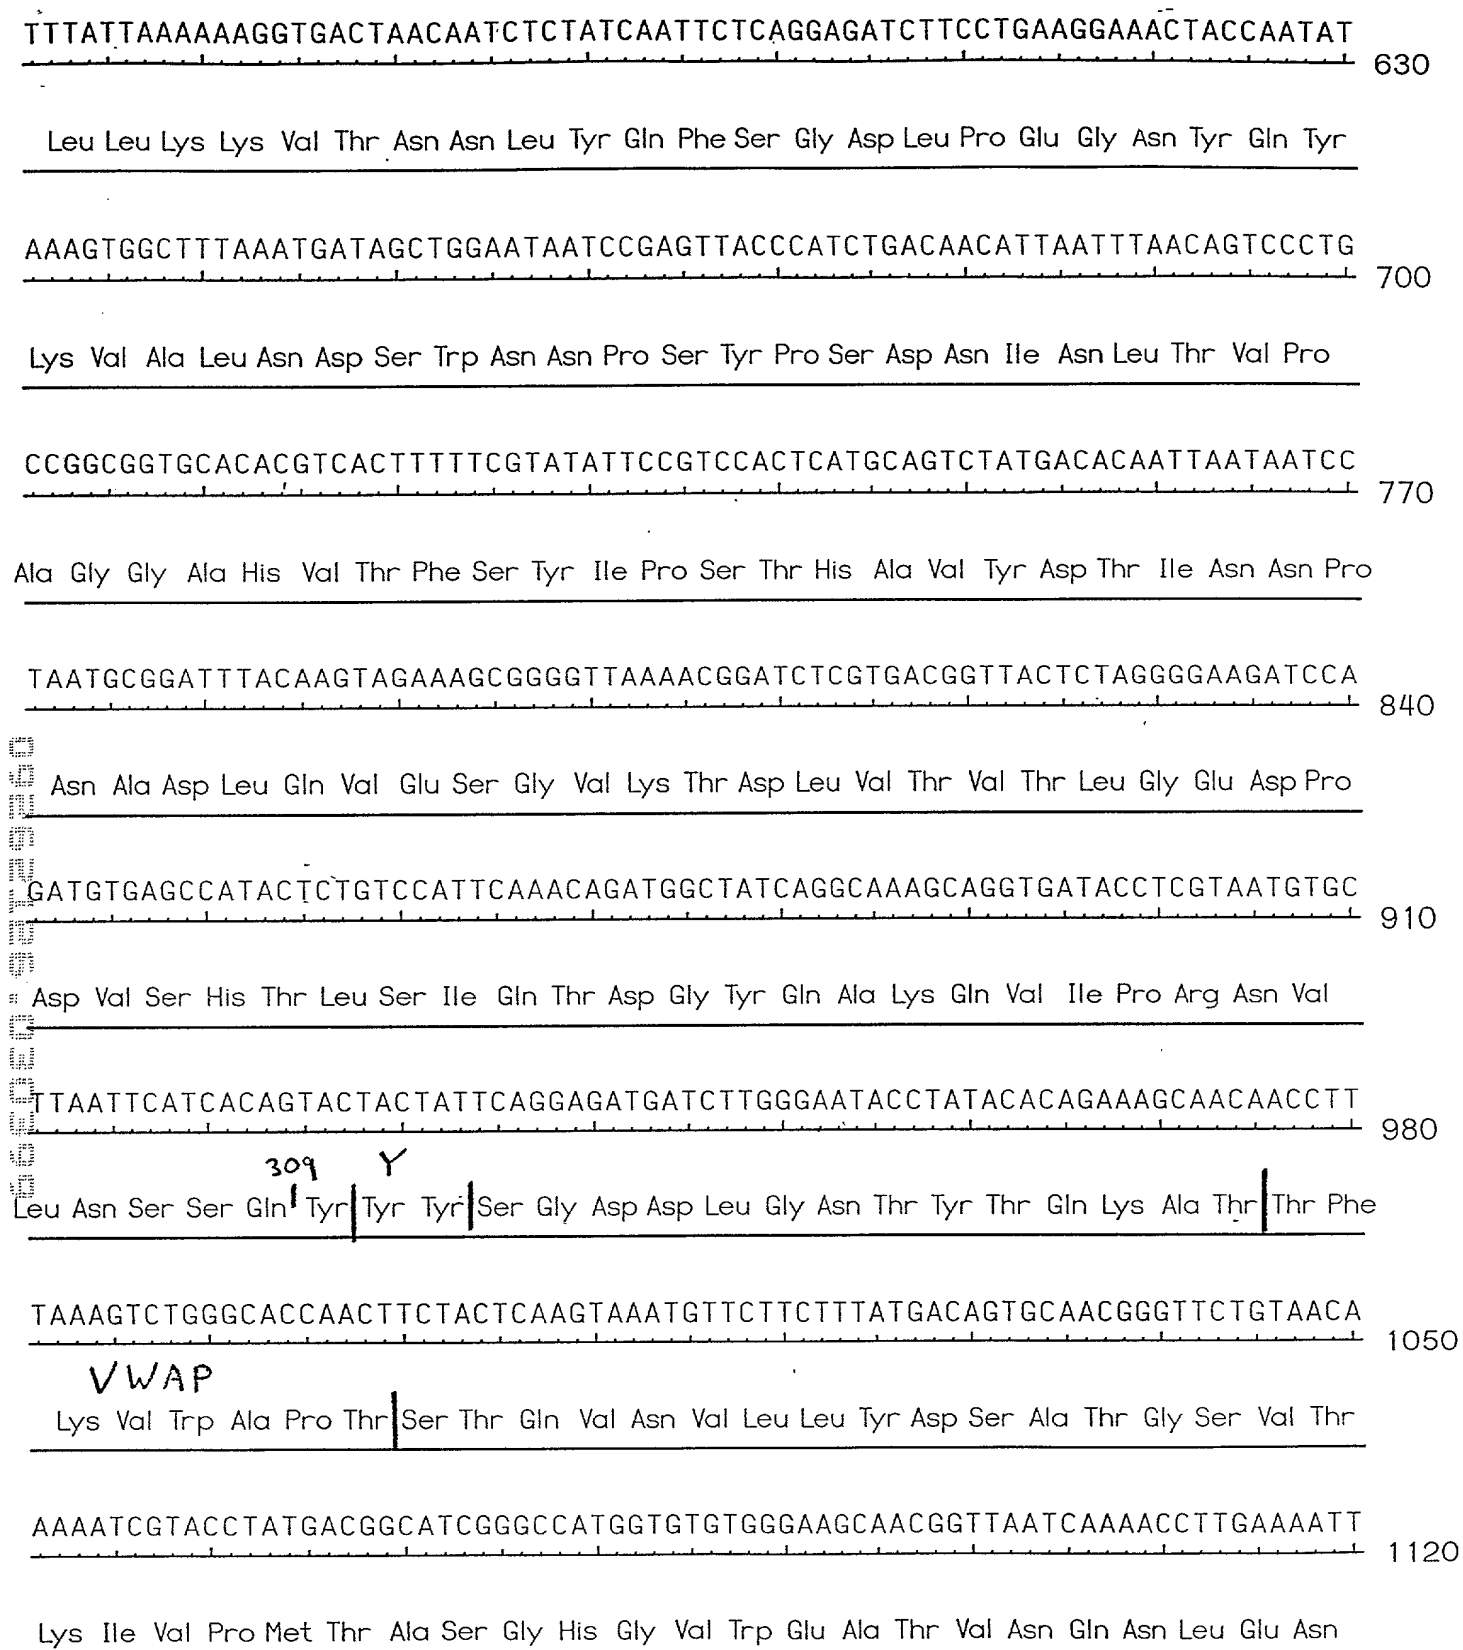 TTTATTAAAAAAGGTGACTAACAATCTCTATCAATTCTCAGGAGATCTTCCTGAAGGAAACTACCAATAT
630
Leu Leu Lys Lys Val Thr Asn Asn Leu Tyr Gln Phe Ser Gly Asp Leu Pro Glu Gly Asn Tyr Gln Tyr
AAAGTGGCTTTAAATGATAGCTGGAATAATCCGAGTTACCCATCTGACAACATTAATTTAACAGTCCCTG
700
Lys Val Ala Leu Asn Asp Ser Trp Asn Asn Pro Ser Tyr Pro Ser Asp Asn Ile Asn Leu Thr Val Pro
CCGGCGGTGCACACGTCACTTTTTCGTATATTCCGTCCACTCATGCAGTCTATGACACAATTAATAATCC
770
Ala Gly Gly Ala His Val Thr Phe Ser Tyr Ile Pro Ser Thr His Ala Val Tyr Asp Thr Ile Asn Asn Pro
TAATGCGGATTTACAAGTAGAAAGCGGGGTTAAAACGGATCTCGTGACGGTTACTCTAGGGGAAGATCCA
840
Asn Ala Asp Leu Gln Val Glu Ser Gly Val Lys Thr Asp Leu Val Thr Val Thr Leu Gly Glu Asp Pro
GATGTGAGCCATACTCTGTCCATTCAAACAGATGGCTATCAGGCAAAGCAGGTGATACCTCGTAATGTGC
910
Asp Val Ser His Thr Leu Ser Ile Gln Thr Asp Gly Tyr Gln Ala Lys Gln Val Ile Pro Arg Asn Val
TTAATTCATCACAGTACTACTATTCAGGAGATGATCTTGGGAATACCTATACACAGAAAGCAACAACCTT
980
309 Y
Leu Asn Ser Ser Gln Tyr Tyr Tyr Ser Gly Asp Asp Leu Gly Asn Thr Tyr Thr Gln Lys Ala Thr Thr Phe
TAAAGTCTGGGCACCAACTTCTACTCAAGTAAATGTTCTTCTTTATGACAGTGCAACGGGTTCTGTAACA
1050
VWAP
Lys Val Trp Ala Pro Thr Ser Thr Gln Val Asn Val Leu Leu Tyr Asp Ser Ala Thr Gly Ser Val Thr
AAAATCGTACCTATGACGGCATCGGGCCATGGTGTGTGGGAAGCAACGGTTAATCAAAACCTTGAAAATT
1120
Lys Ile Val Pro Met Thr Ala Ser Gly His Gly Val Trp Glu Ala Thr Val Asn Gln Asn Leu Glu Asn